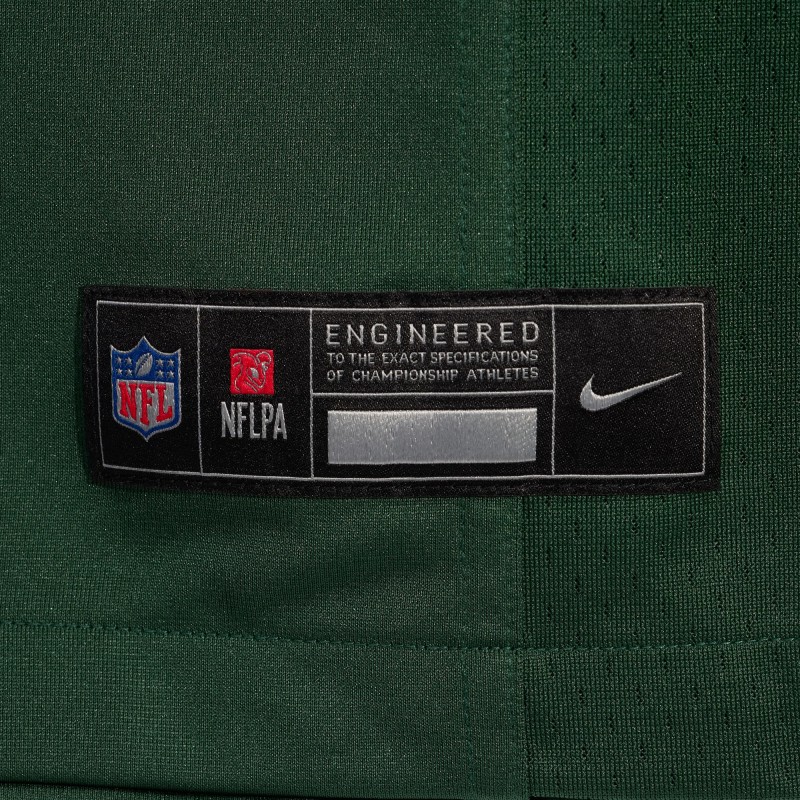 NFL
NFLPA
ENGINEERED
TO THE EXACT SPECIFICATIONS
OF CHAMPIONSHIP ATHLETES